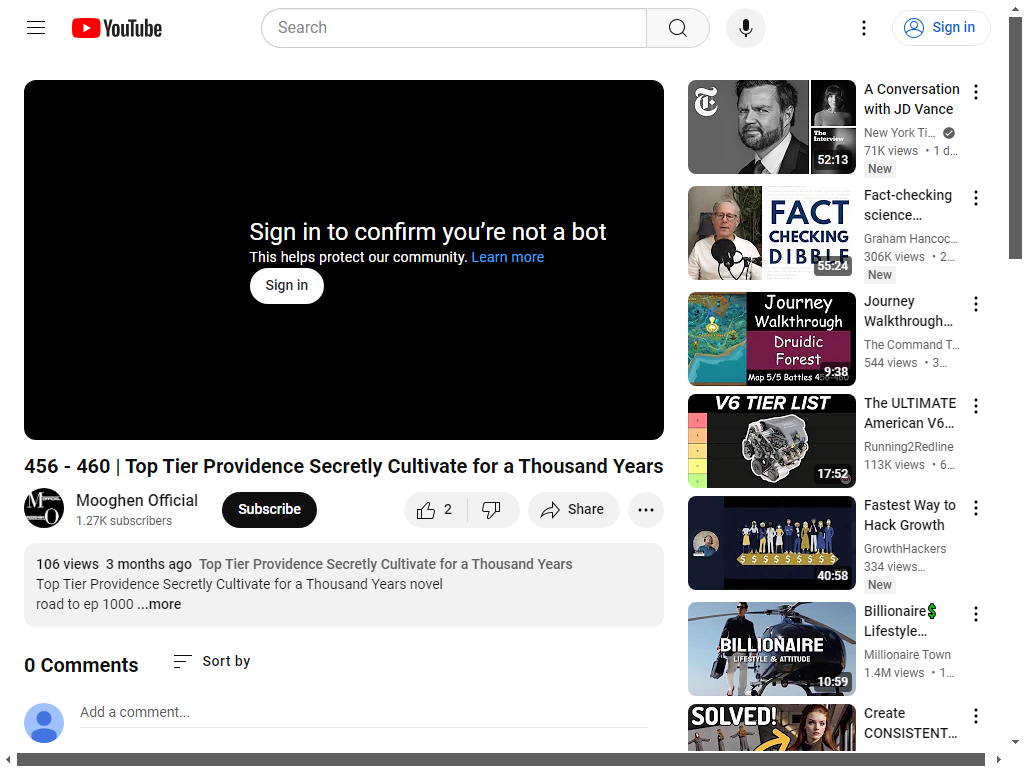 YouTube
Search
Sign in
Sign in to confirm you're not a bot
This helps protect our community. Learn more
Sign in
456 - 460 | Top Tier Providence Secretly Cultivate for a Thousand Years
Mooghen Official
1.27K subscribers
Subscribe
2
Share
106 views 3 months ago Top Tier Providence Secretly Cultivate for a Thousand Years
Top Tier Providence Secretly Cultivate for a Thousand Years novel
road to ep 1000 ...more
0 Comments
Sort by
Add a comment...
The Interview
52:13
A Conversation
with JD Vance
New York Ti...
71K views • 1 d...
New
FACT
CHECKING
DIBBLE
55:24
Fact-checking
science...
Graham Hancoc...
306K views • 2...
New
Journey
Walkthrough
Druidic
Forest
9:38
Map 5/5 Battles 456-460
Journey
Walkthrough...
The Command T...
544 views • 3...
V6 TIER LIST
17:52
The ULTIMATE
American V6...
Running2Redline
113K views • 6...
40:58
Fastest Way to
Hack Growth
GrowthHackers
334 views...
New
BILLIONAIRE
LIFESTYLE & ATTITUDE
10:59
Billionaire💲
Lifestyle...
Millionaire Town
1.4M views • 1...
SOLVED!
Create
CONSISTENT...